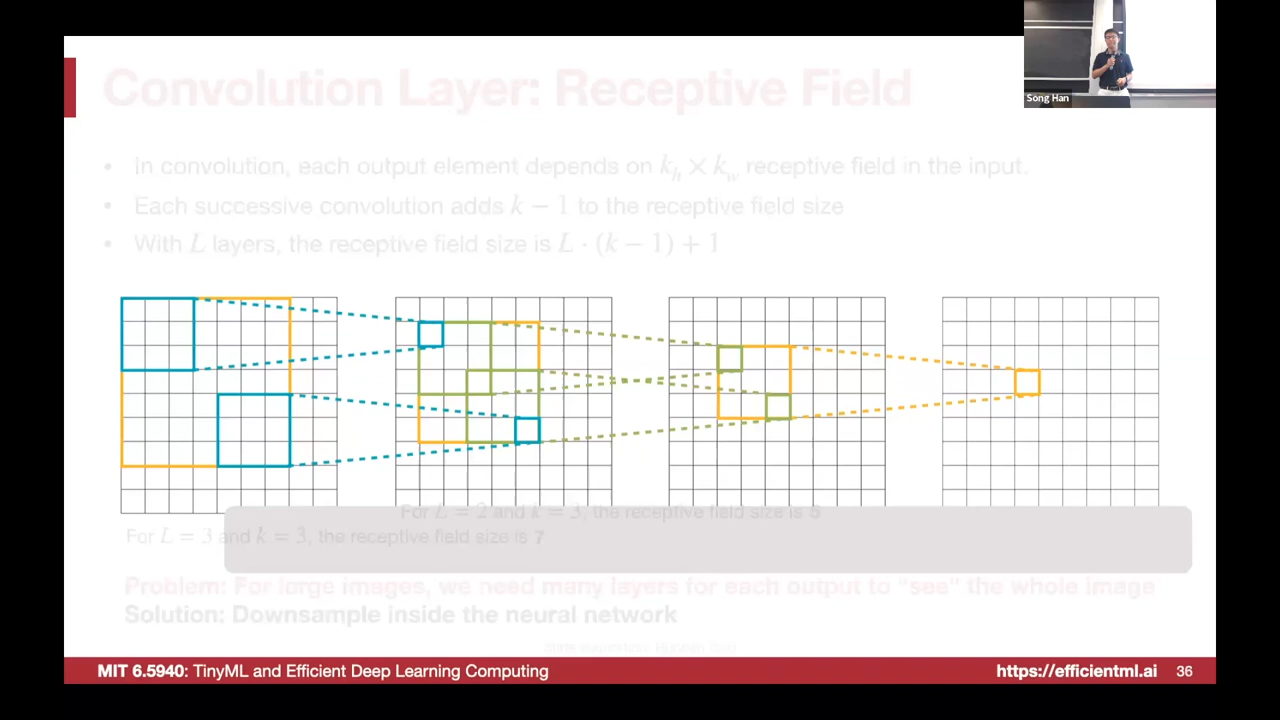 Convolution Layer: Receptive Field
Song Han
• In convolution, each output element depends on kₕ × k_w receptive field in the input.
• Each successive convolution adds k − 1 to the receptive field size
• With L layers, the receptive field size is L · (k − 1) + 1
For L = 2 and k = 3, the receptive field size is 5
For L = 3 and k = 3, the receptive field size is 7
Problem: For large images, we need many layers for each output to “see” the whole image
Solution: Downsample inside the neural network
MIT 6.5940: TinyML and Efficient Deep Learning Computing
https://efficientml.ai
36